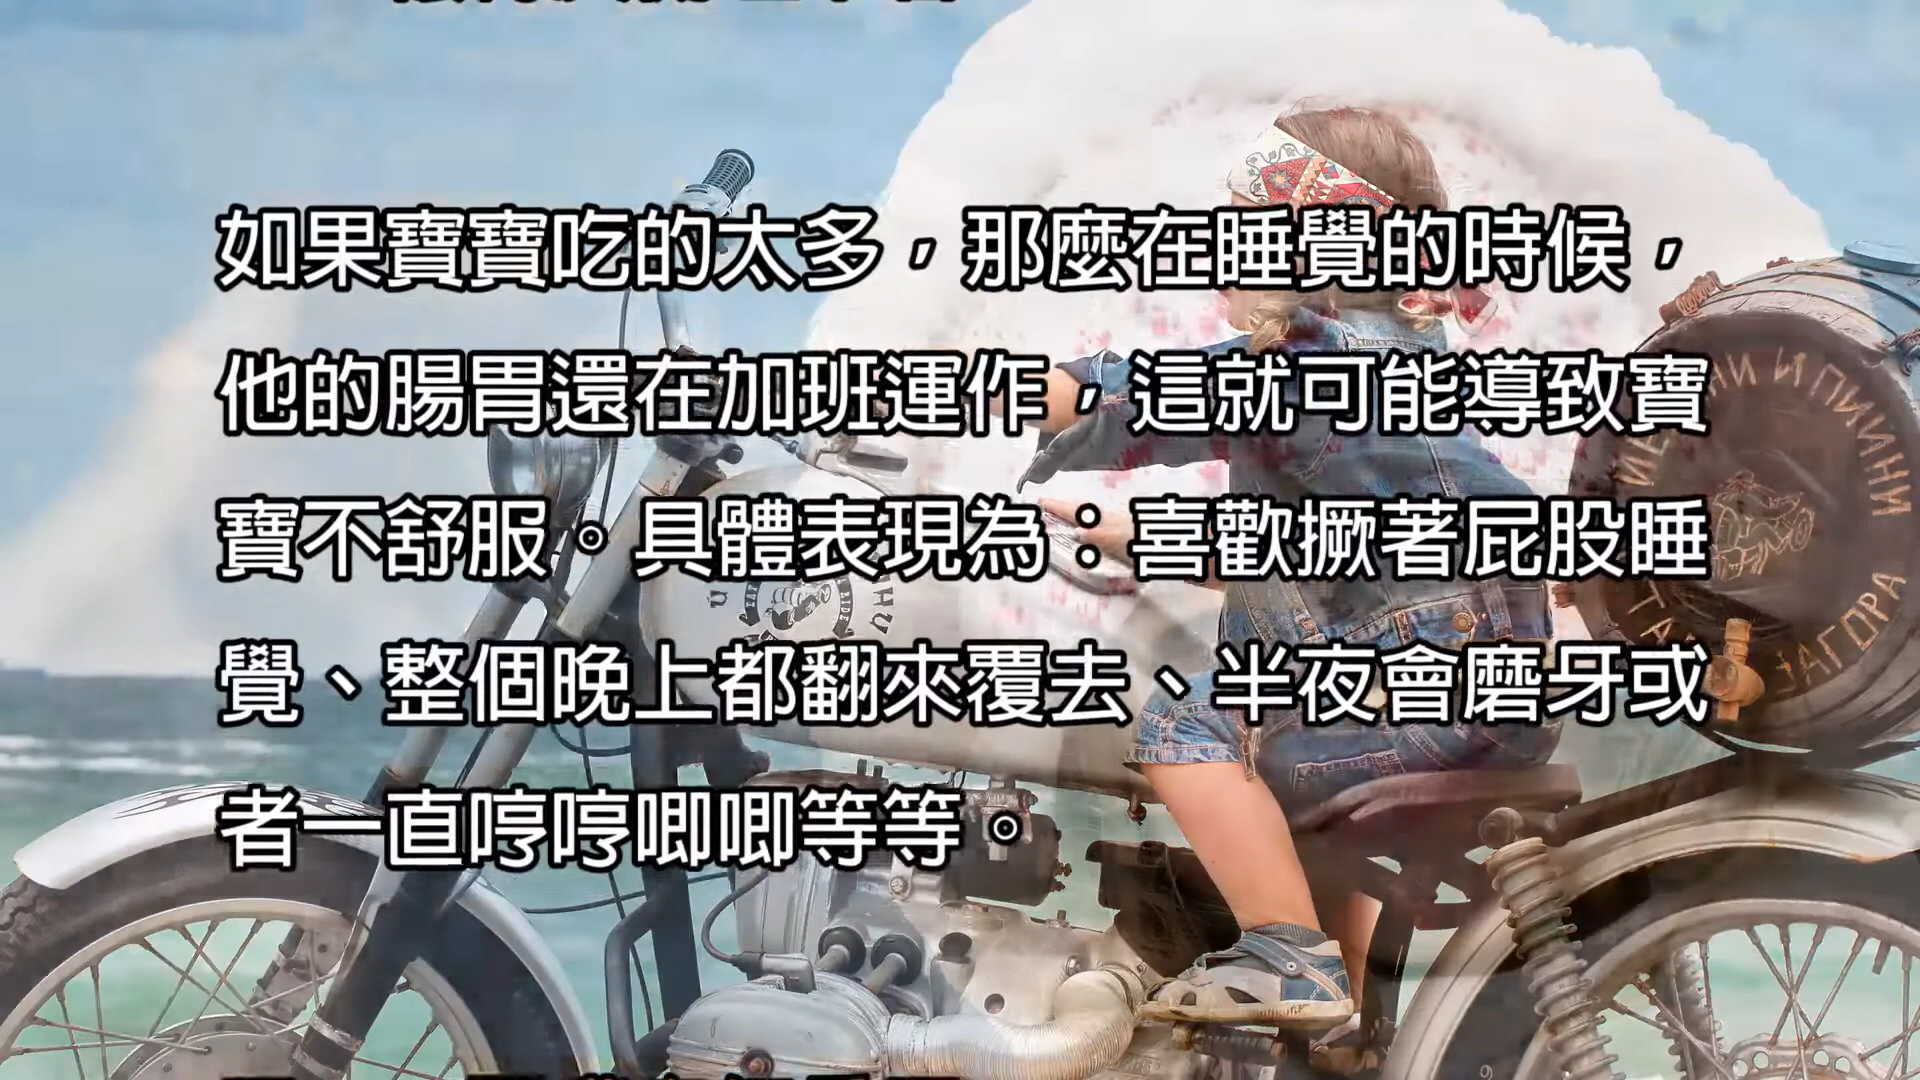 如果寶寶吃的太多，那麼在睡覺的時候，
他的腸胃還在加班運作，這就可能導致寶
寶不舒服。具體表現為：喜歡撅著屁股睡
覺、整個晚上都翻來覆去、半夜會磨牙或
者一直哼哼唧唧等等。